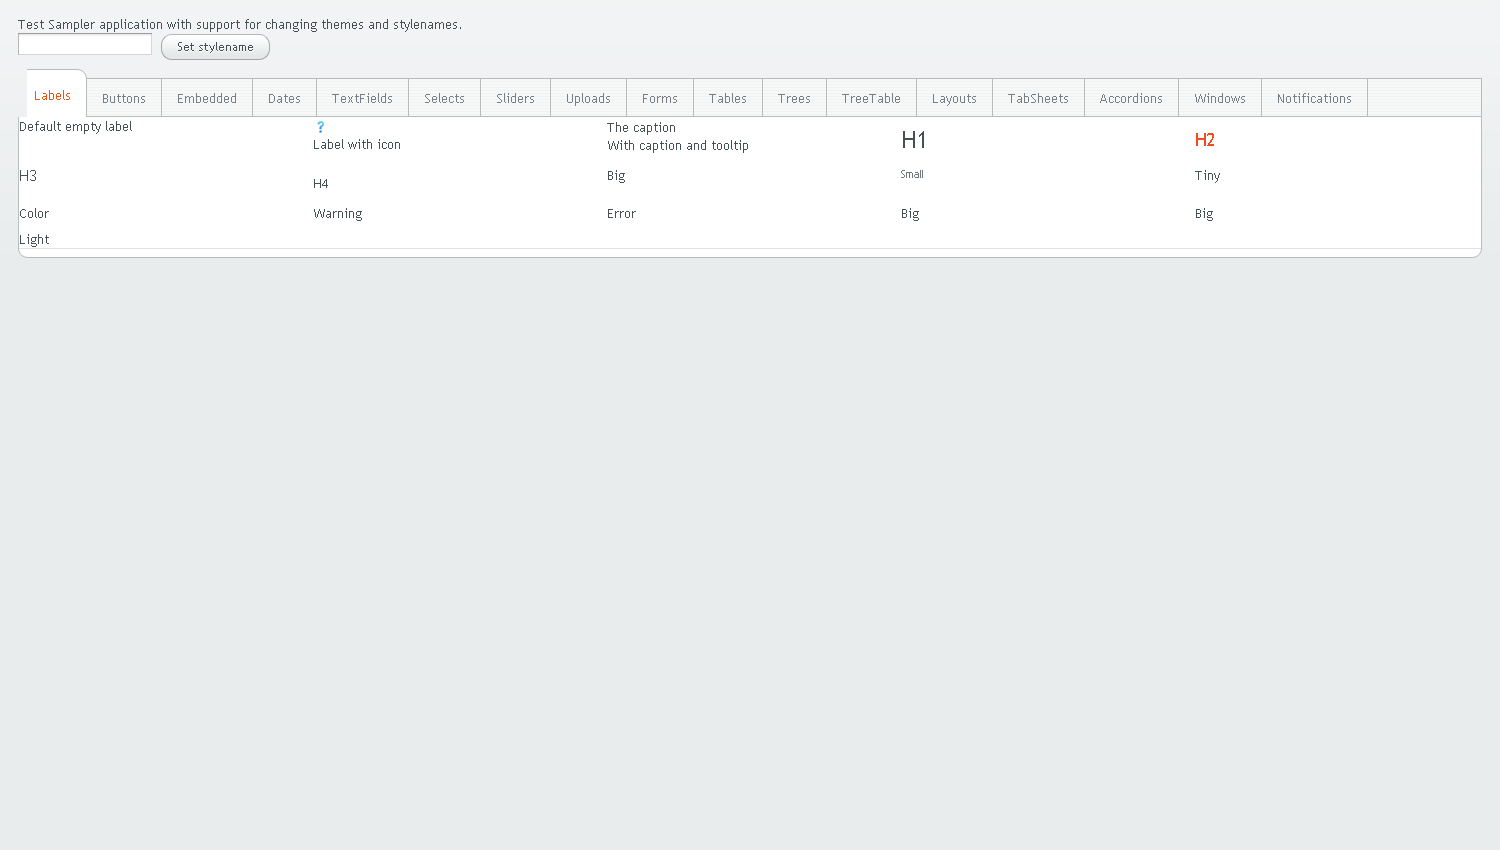 Test Sampler application with support for changing themes and stylenames.
Set stylename
Labels Buttons Embedded Dates TextFields Selects Sliders Uploads Forms Tables Trees TreeTable Layouts TabSheets Accordions Windows Notifications
Default empty label
?
Label with icon
The caption
With caption and tooltip
H1
H2
H3
H4
Big
Small
Tiny
Color
Warning
Error
Big
Big
Light